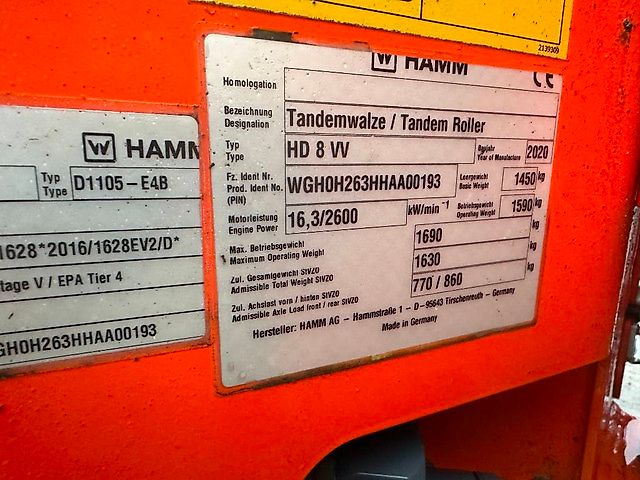 2139309
HAMM
CE
Homologation
Bezeichnung
Designation
Tandemwalze / Tandem Roller
Typ
Type
HD 8 VV
Baujahr
Year of Manufacture
2020
Fz. Ident Nr.
Prod. Ident No.
(PIN)
WGH0H263HHAA00193
Leergewicht
Basic Weight
1450 kg
Motorleistung
Engine Power
16,3/2600
kW/min⁻¹
Betriebsgewicht
Operating Weight
1590 kg
Max. Betriebsgewicht
Maximum Operating Weight
1690 kg
Zul. Gesamtgewicht StVZO
Admissible Total Weight StVZO
1630 kg
Zul. Achslast vorn / hinten StVZO
Admissible Axle Load front / rear StVZO
770 / 860 kg
Hersteller: HAMM AG – Hammstraße 1 – D – 95643 Tirschenreuth – Germany
Made in Germany
HAMM
Typ
Type
D1105-E4B
1628*2016/1628EV2/D*
tage V / EPA Tier 4
GH0H263HHAA00193